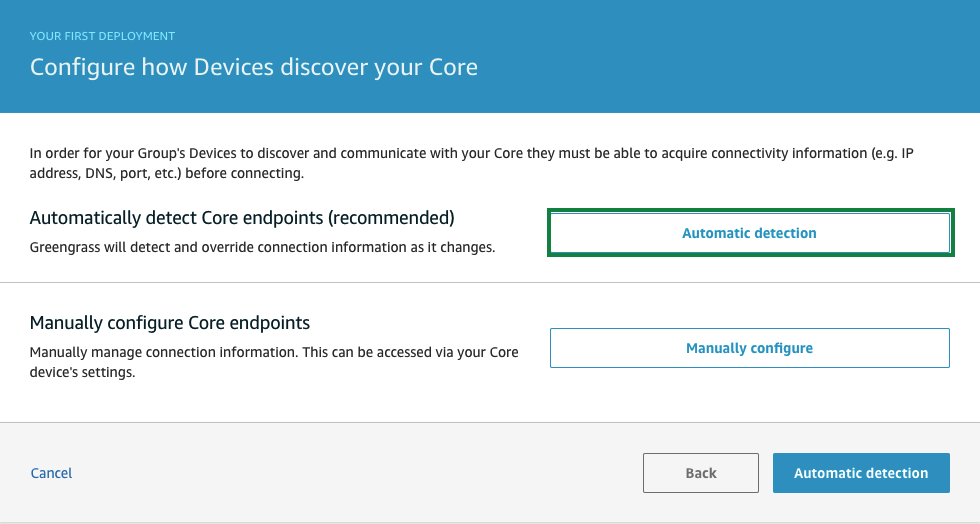 YOUR FIRST DEPLOYMENT
Configure how Devices discover your Core
In order for your Group's Devices to discover and communicate with your Core they must be able to acquire connectivity information (e.g. IP
address, DNS, port, etc.) before connecting.
Automatically detect Core endpoints (recommended)
Greengrass will detect and override connection information as it changes.
Automatic detection
Manually configure Core endpoints
Manually manage connection information. This can be accessed via your Core
device's settings.
Manually configure
Cancel
Back
Automatic detection